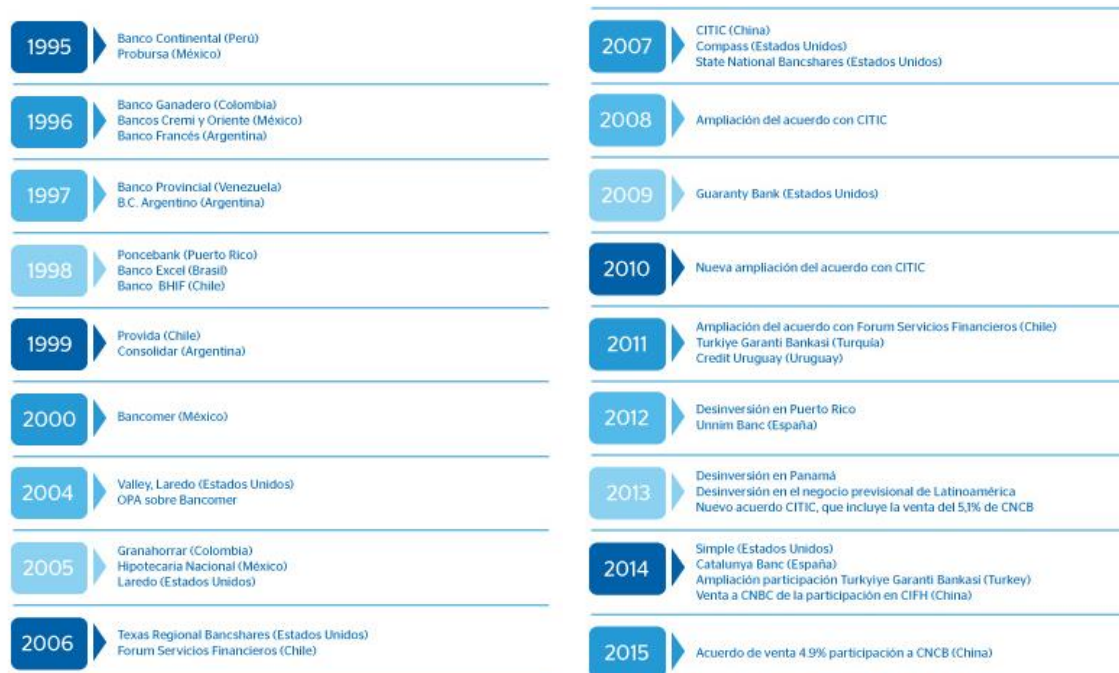 1995
Banco Continental (Perú)
Probursa (México)
1996
Banco Ganadero (Colombia)
Bancos Cremi y Oriente (México)
Banco Francés (Argentina)
1997
Banco Provincial (Venezuela)
B.C. Argentino (Argentina)
1998
Poncebank (Puerto Rico)
Banco Excel (Brasil)
Banco BHIF (Chile)
1999
Provida (Chile)
Consolidar (Argentina)
2000
Bancomer (México)
2004
Valley, Laredo (Estados Unidos)
OPA sobre Bancomer
2005
Granahorrar (Colombia)
Hipotecaria Nacional (México)
Laredo (Estados Unidos)
2006
Texas Regional Bancshares (Estados Unidos)
Forum Servicios Financieros (Chile)
2007
CITIC (China)
Compass (Estados Unidos)
State National Bancshares (Estados Unidos)
2008
Ampliación del acuerdo con CITIC
2009
Guaranty Bank (Estados Unidos)
2010
Nueva ampliación del acuerdo con CITIC
2011
Ampliación del acuerdo con Forum Servicios Financieros (Chile)
Turkiye Garanti Bankasi (Turquía)
Credit Uruguay (Uruguay)
2012
Desinversión en Puerto Rico
Unnim Banc (España)
2013
Desinversión en Panamá
Desinversión en el negocio previsional de Latinoamérica
Nuevo acuerdo CITIC, que incluye la venta del 5,1% de CNCB
2014
Simple (Estados Unidos)
Catalunya Banc (España)
Ampliación participación Turkyiye Garanti Bankasi (Turkey)
Venta a CNBC de la participación en CIFH (China)
2015
Acuerdo de venta 4.9% participación a CNCB (China)